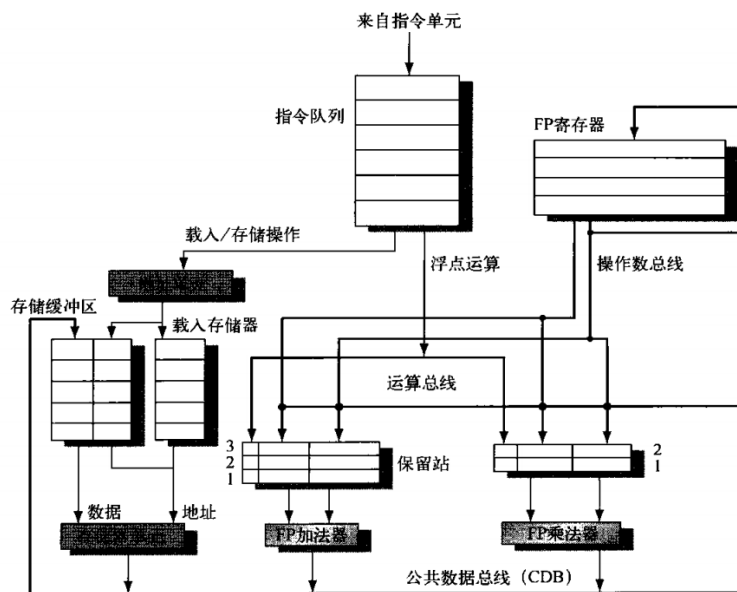 来自指令单元
指令队列
FP寄存器
载入/存储操作
浮点运算
操作数总线
存储缓冲区
载入存储器
运算总线
3
2
1
保留站
2
1
数据
地址
FP加法器
FP乘法器
公共数据总线（CDB）